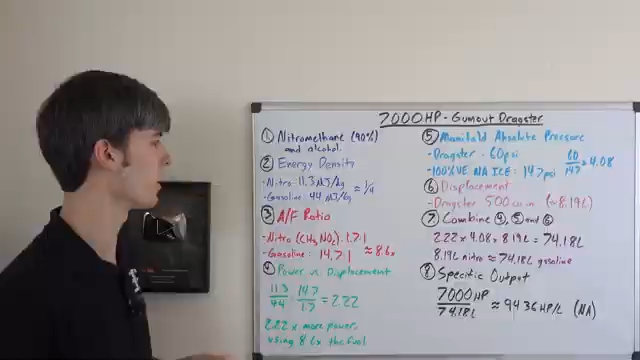 7000HP - Gumout Dragster
① Nitromethane (90%)
and alcohol.
② Energy Density
- Nitro: 11.3 MJ/kg
- Gasoline: 44 MJ/kg
≈ 1/4
③ A/F Ratio
- Nitro (CH3NO2): 1.7:1
- Gasoline: 14.7:1
≈ 8.6x
④ Power x Displacement
11.3/44 14.7/1.7 = 2.22
2.22 x more power,
using 8.6x the fuel
⑤ Manifold Absolute Pressure
- Dragster - 60psi
- 100% VE NA ICE: 14.7psi
60/14.7 = 4.08
⑥ Displacement
- Dragster 500 cu in (≈8.19L)
⑦ Combine ④, ⑤ and ⑥
2.22 x 4.08 x 8.19L = 74.18L
8.19L nitro ≈ 74.18L gasoline
⑧ Specific Output
7000HP/74.18L ≈ 94.36 HP/L (NA)